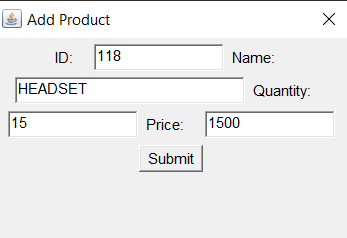 Add Product
ID: 118 Name:
HEADSET Quantity:
15 Price: 1500
Submit